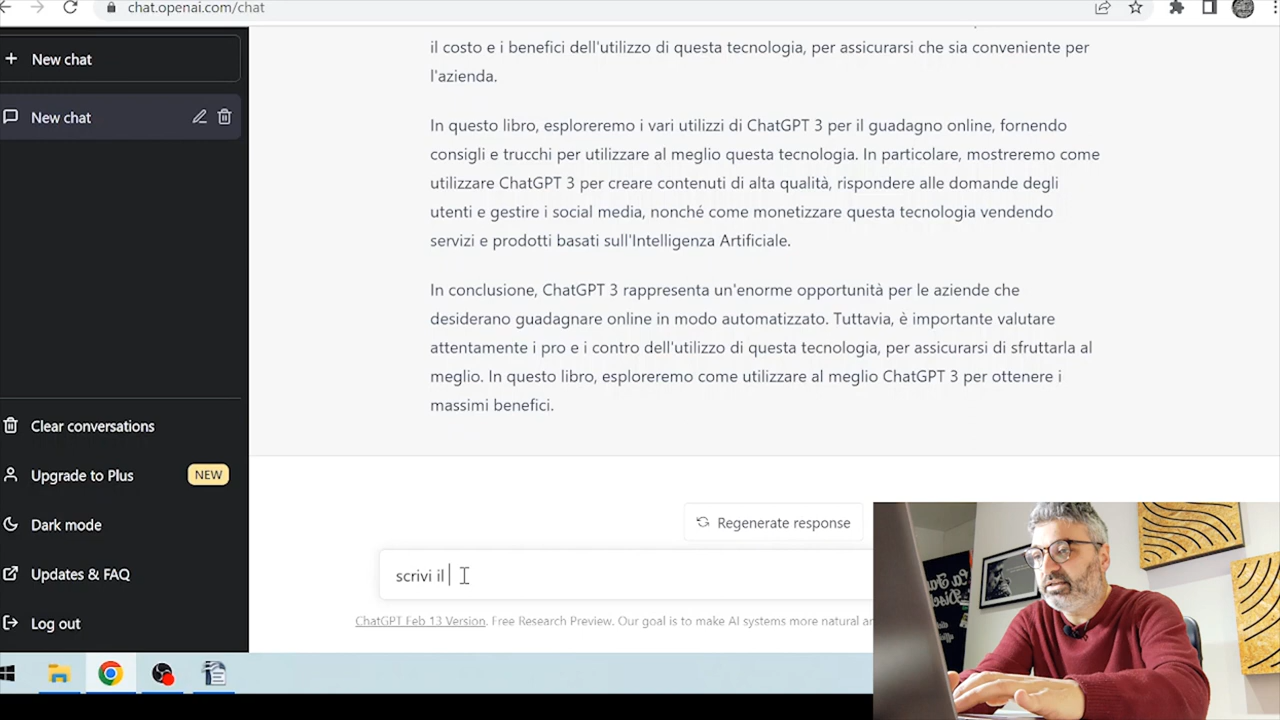 chat.openai.com/chat
New chat
New chat
il costo e i benefici dell'utilizzo di questa tecnologia, per assicurarsi che sia conveniente per
l'azienda.
In questo libro, esploreremo i vari utilizzi di ChatGPT 3 per il guadagno online, fornendo
consigli e trucchi per utilizzare al meglio questa tecnologia. In particolare, mostreremo come
utilizzare ChatGPT 3 per creare contenuti di alta qualità, rispondere alle domande degli
utenti e gestire i social media, nonché come monetizzare questa tecnologia vendendo
servizi e prodotti basati sull'Intelligenza Artificiale.
In conclusione, ChatGPT 3 rappresenta un'enorme opportunità per le aziende che
desiderano guadagnare online in modo automatizzato. Tuttavia, è importante valutare
attentamente i pro e i contro dell'utilizzo di questa tecnologia, per assicurarsi di sfruttarla al
meglio. In questo libro, esploreremo come utilizzare al meglio ChatGPT 3 per ottenere i
massimi benefici.
Clear conversations
Upgrade to Plus NEW
Dark mode
Updates & FAQ
Log out
Regenerate response
scrivi il
ChatGPT Feb 13 Version. Free Research Preview. Our goal is to make AI systems more natural